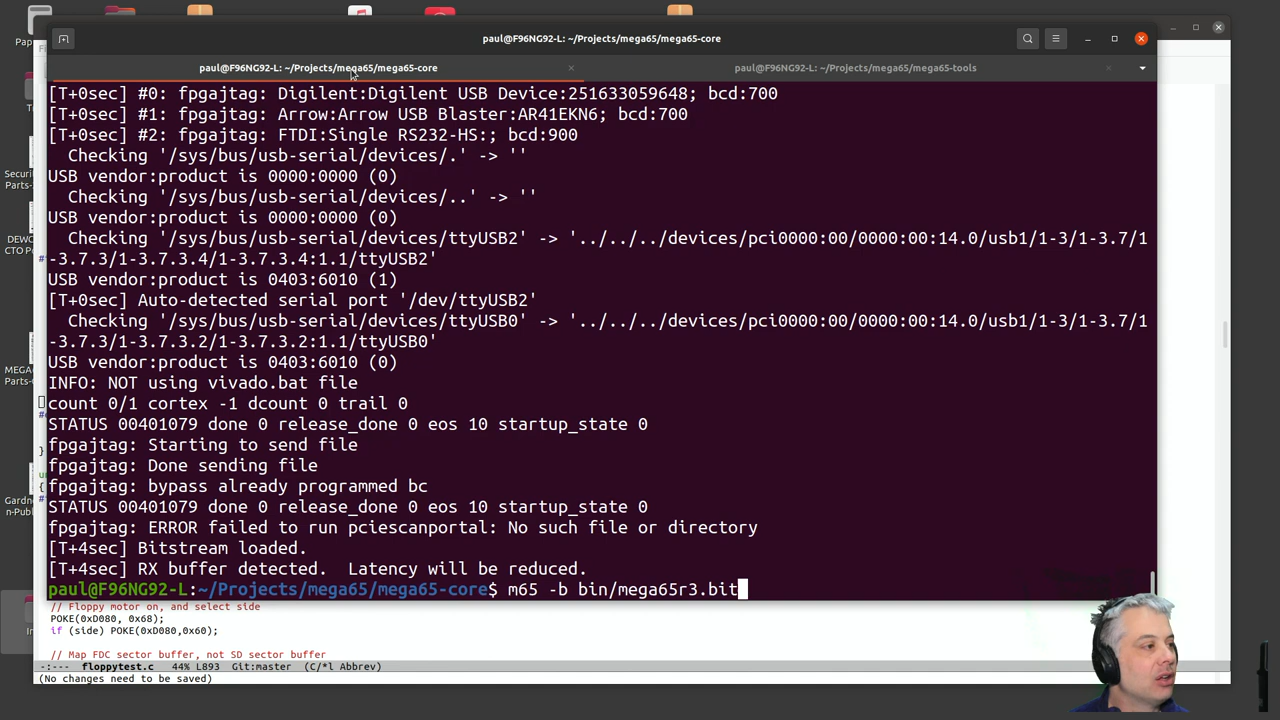 Pap
paul@F96NG92-L: ~/Projects/mega65/mega65-core
paul@F96NG92-L: ~/Projects/mega65/mega65-core
paul@F96NG92-L: ~/Projects/mega65/mega65-tools
[T+0sec] #0: fpgajtag: Digilent:Digilent USB Device:251633059648; bcd:700
[T+0sec] #1: fpgajtag: Arrow:Arrow USB Blaster:AR41EKN6; bcd:700
[T+0sec] #2: fpgajtag: FTDI:Single RS232-HS:; bcd:900
Checking '/sys/bus/usb-serial/devices/.' -> ''
USB vendor:product is 0000:0000 (0)
Checking '/sys/bus/usb-serial/devices/..' -> ''
USB vendor:product is 0000:0000 (0)
Checking '/sys/bus/usb-serial/devices/ttyUSB2' -> '../../../devices/pci0000:00/0000:00:14.0/usb1/1-3/1-3.7/1
-3.7.3/1-3.7.3.4/1-3.7.3.4:1.1/ttyUSB2'
USB vendor:product is 0403:6010 (1)
[T+0sec] Auto-detected serial port '/dev/ttyUSB2'
Checking '/sys/bus/usb-serial/devices/ttyUSB0' -> '../../../devices/pci0000:00/0000:00:14.0/usb1/1-3/1-3.7/1
-3.7.3/1-3.7.3.2/1-3.7.3.2:1.1/ttyUSB0'
USB vendor:product is 0403:6010 (0)
INFO: NOT using vivado.bat file
count 0/1 cortex -1 dcount 0 trail 0
STATUS 00401079 done 0 release_done 0 eos 10 startup_state 0
fpgajtag: Starting to send file
fpgajtag: Done sending file
fpgajtag: bypass already programmed bc
STATUS 00401079 done 0 release_done 0 eos 10 startup_state 0
fpgajtag: ERROR failed to run pciescanportal: No such file or directory
[T+4sec] Bitstream loaded.
[T+4sec] RX buffer detected.  Latency will be reduced.
paul@F96NG92-L:~/Projects/mega65/mega65-core$ m65 -b bin/mega65r3.bit
Securi
Parts-
DEWC
CTO P
MEGA
Parts-
Gardn
n-Publ
// Floppy motor on, and select side
POKE(0xD080, 0x68);
if (side) POKE(0xD080,0x60);
// Map FDC sector buffer, not SD sector buffer
-:--- floppytest.c 44% L893 Git:master (C/*l Abbrev)
(No changes need to be saved)